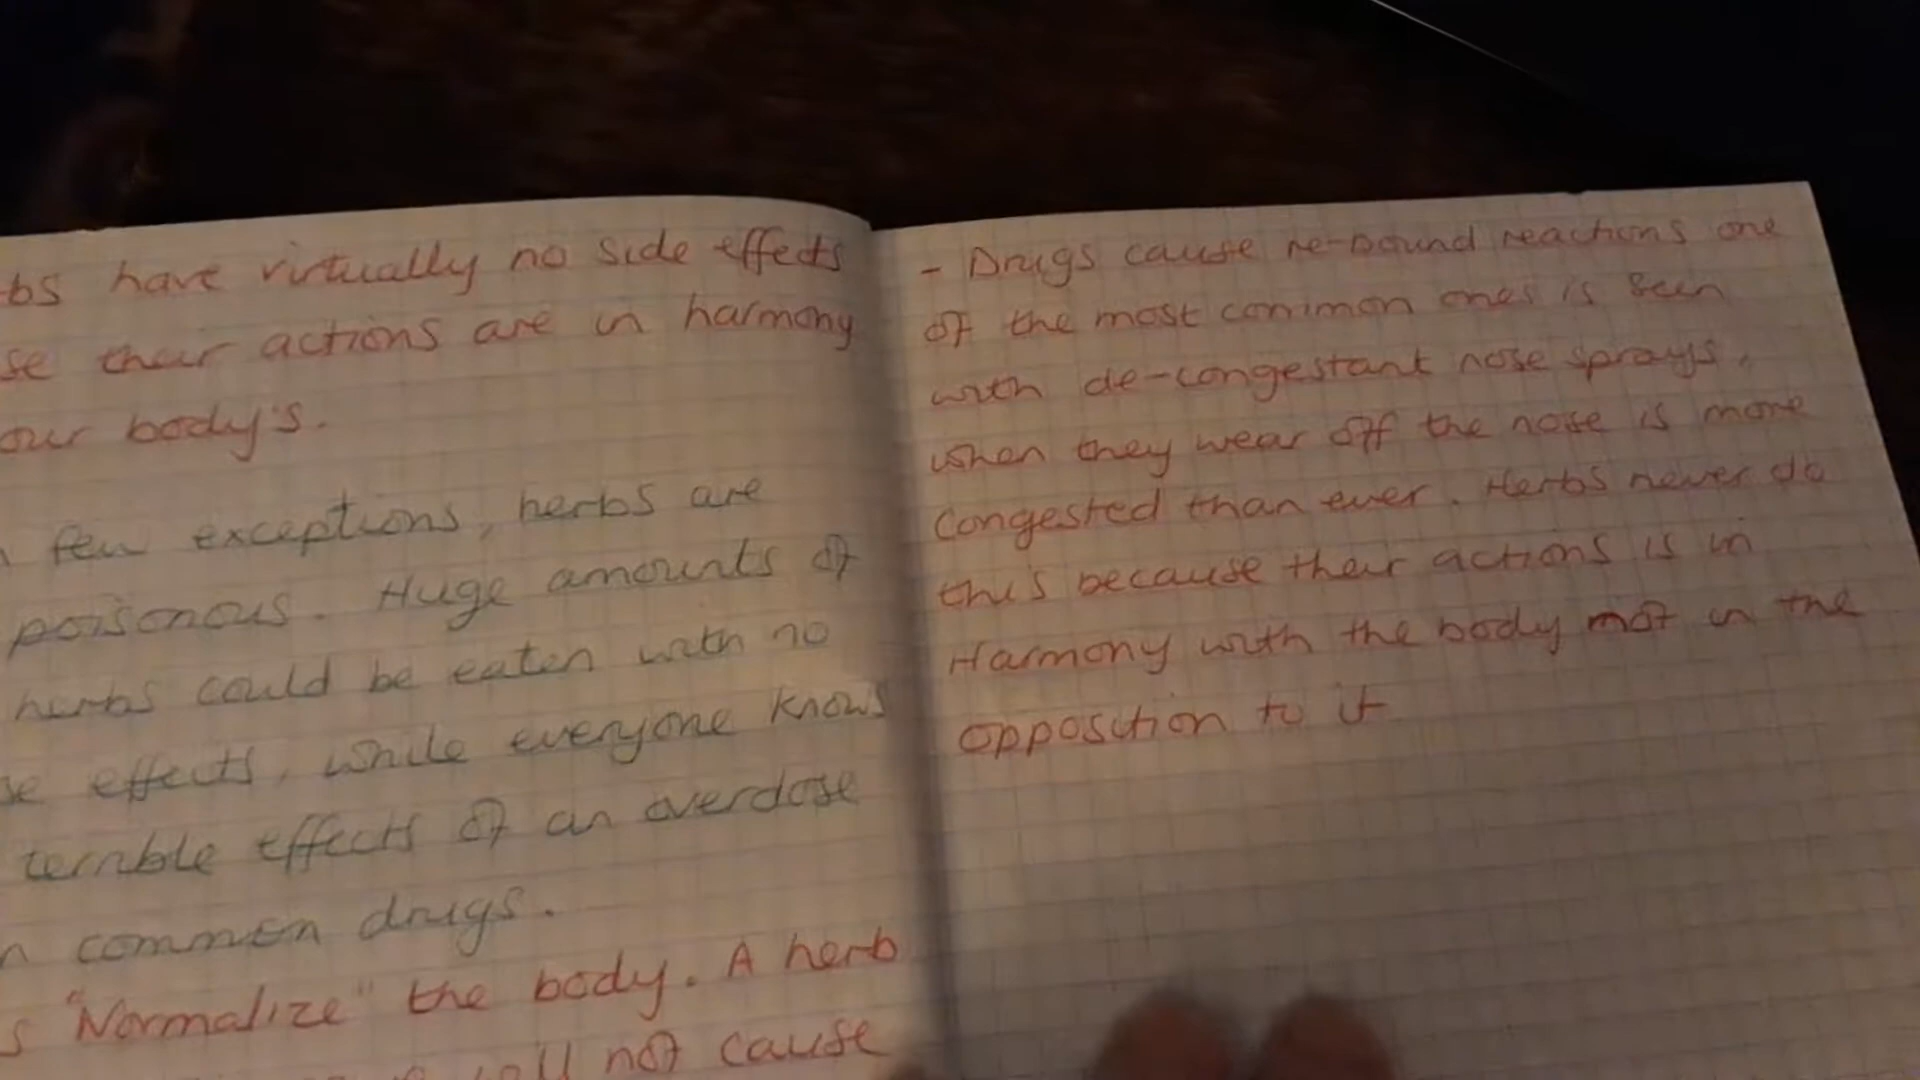 bs have virtually no side effects
se their actions are in harmony
our body's.
few exceptions, herbs are
poisonous. Huge amounts of
herbs could be eaten with no
se effects, while everyone knows
terrible effects of an overdose
n common drugs.
s "Normalize" the body. A herb
will not cause
- Drugs cause re-bound reactions one
of the most common ones is seen
with de-congestant nose sprays,
when they wear off the nose is more
congested than ever. Herbs never do
this because their actions is in
Harmony with the body not in the
opposition to it